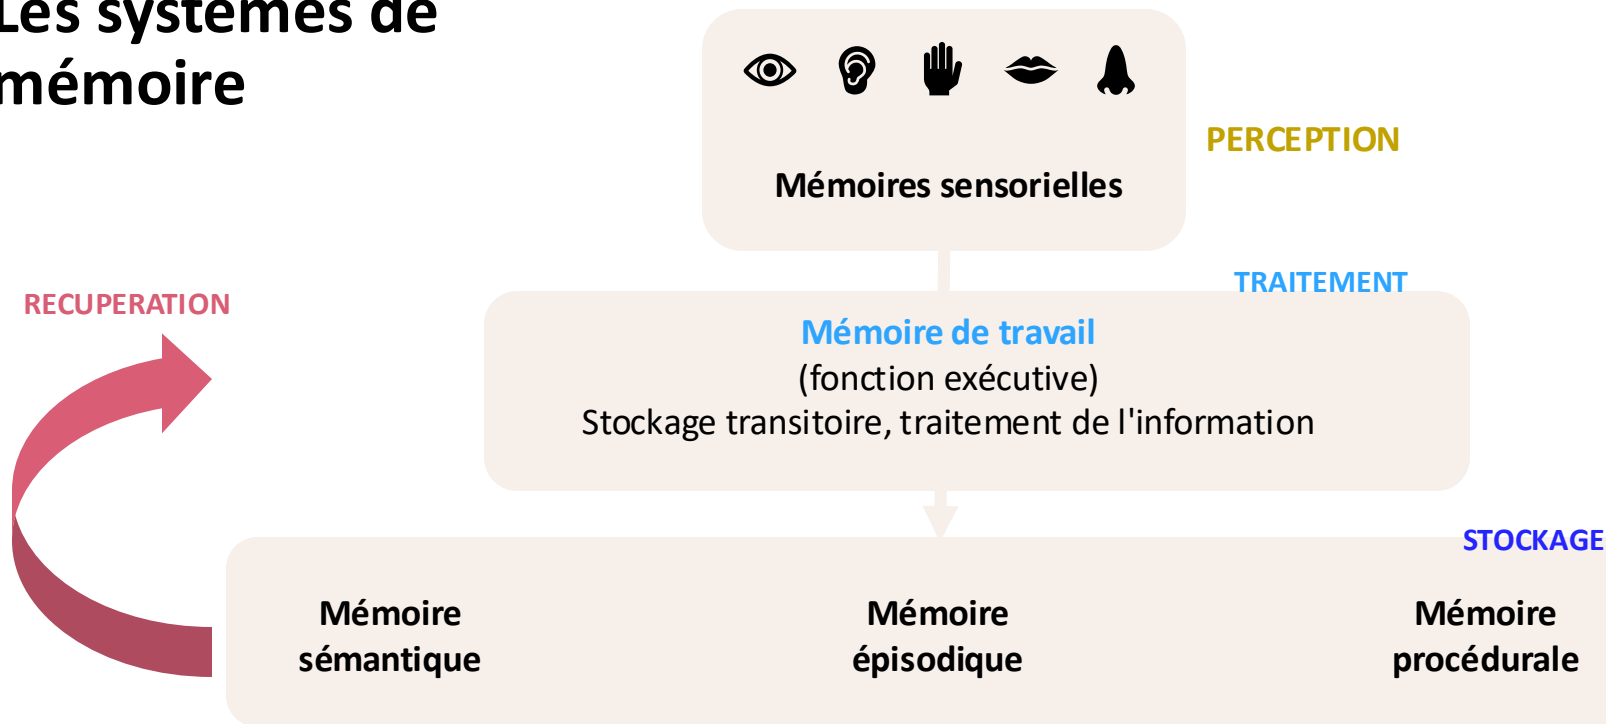 Les systèmes de
mémoire
PERCEPTION
Mémoires sensorielles
TRAITEMENT
RECUPERATION
Mémoire de travail
(fonction exécutive)
Stockage transitoire, traitement de l'information
STOCKAGE
Mémoire
sémantique
Mémoire
épisodique
Mémoire
procédurale